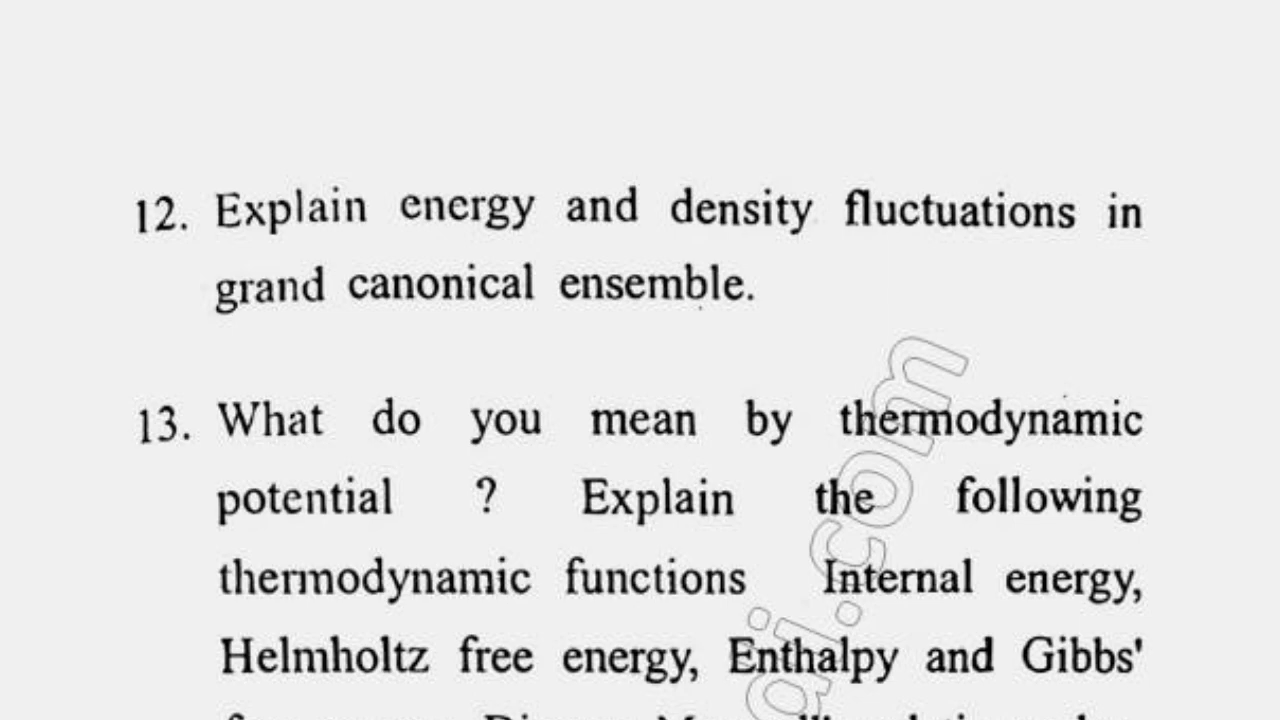 12. Explain energy and density fluctuations in
grand canonical ensemble.
13. What do you mean by thermodynamic
potential ? Explain the following
thermodynamic functions Internal energy,
Helmholtz free energy, Enthalpy and Gibbs'